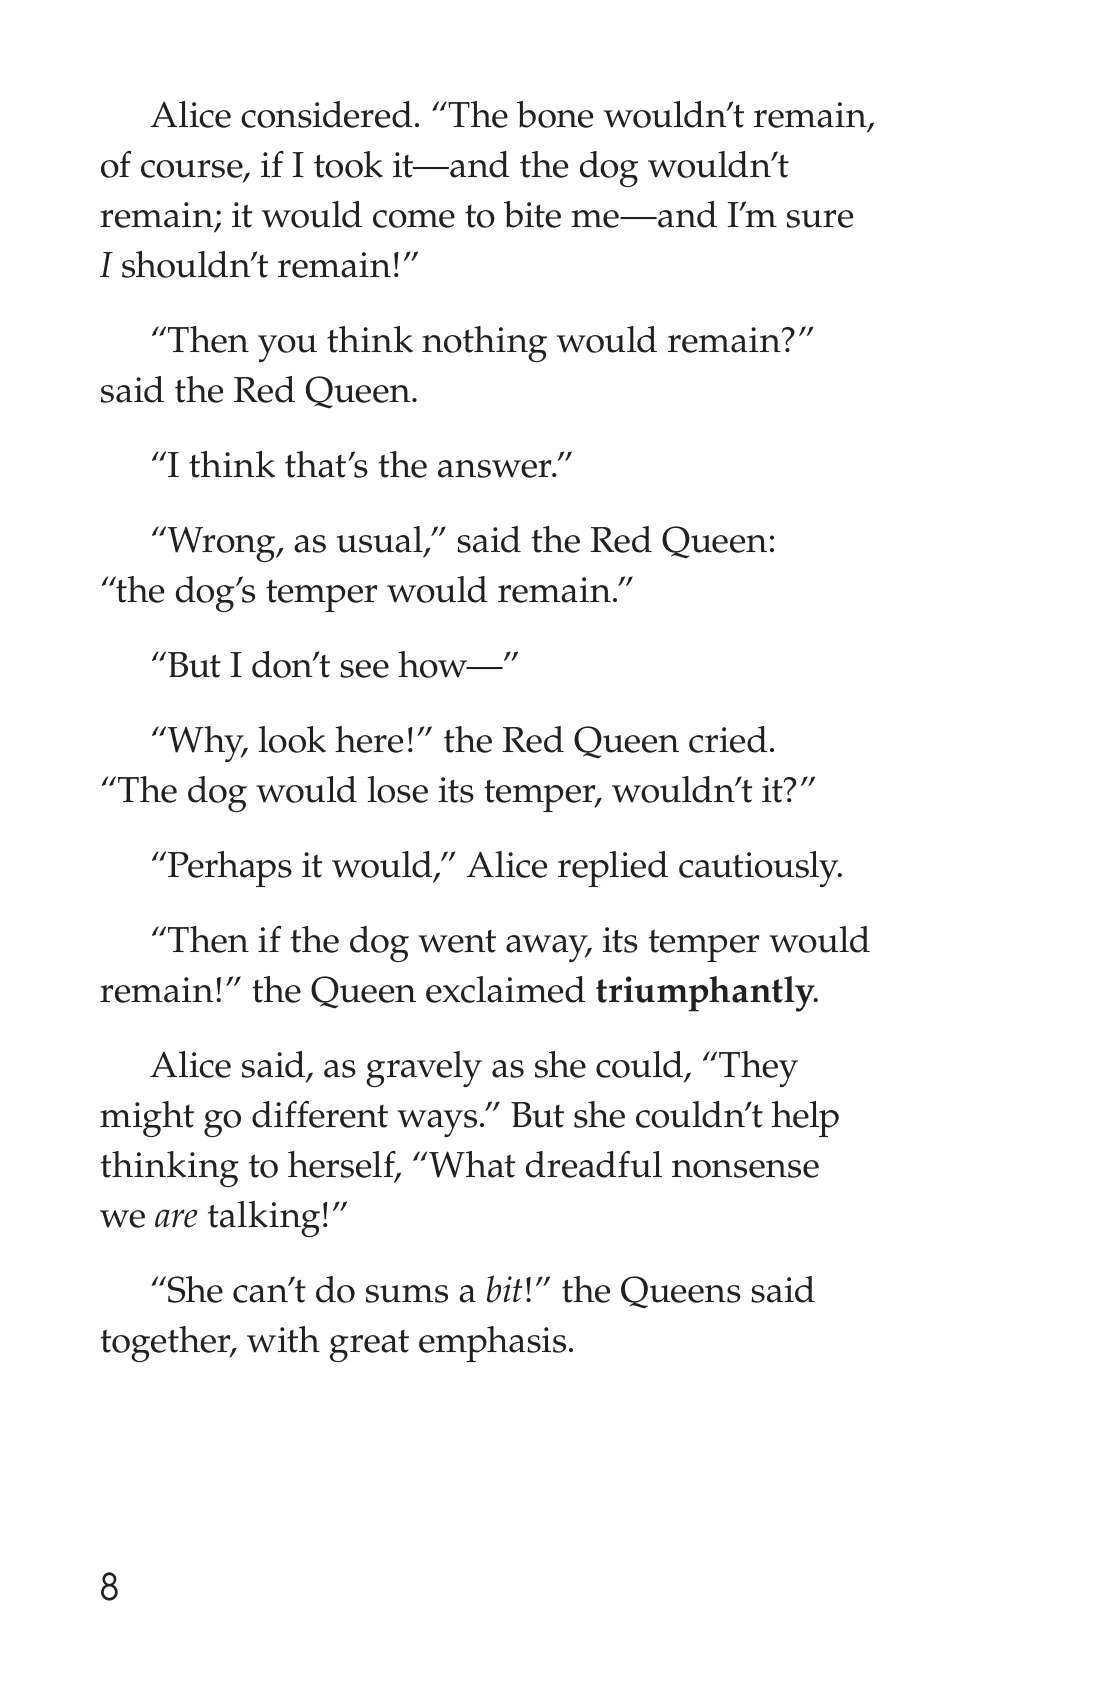 Alice considered. “The bone wouldn’t remain,
of course, if I took it—and the dog wouldn’t
remain; it would come to bite me—and I’m sure
I shouldn’t remain!”
“Then you think nothing would remain?”
said the Red Queen.
“I think that’s the answer.”
“Wrong, as usual,” said the Red Queen:
“the dog’s temper would remain.”
“But I don’t see how—”
“Why, look here!” the Red Queen cried.
“The dog would lose its temper, wouldn’t it?”
“Perhaps it would,” Alice replied cautiously.
“Then if the dog went away, its temper would
remain!” the Queen exclaimed triumphantly.
Alice said, as gravely as she could, “They
might go different ways.” But she couldn’t help
thinking to herself, “What dreadful nonsense
we are talking!”
“She can’t do sums a bit!” the Queens said
together, with great emphasis.
8